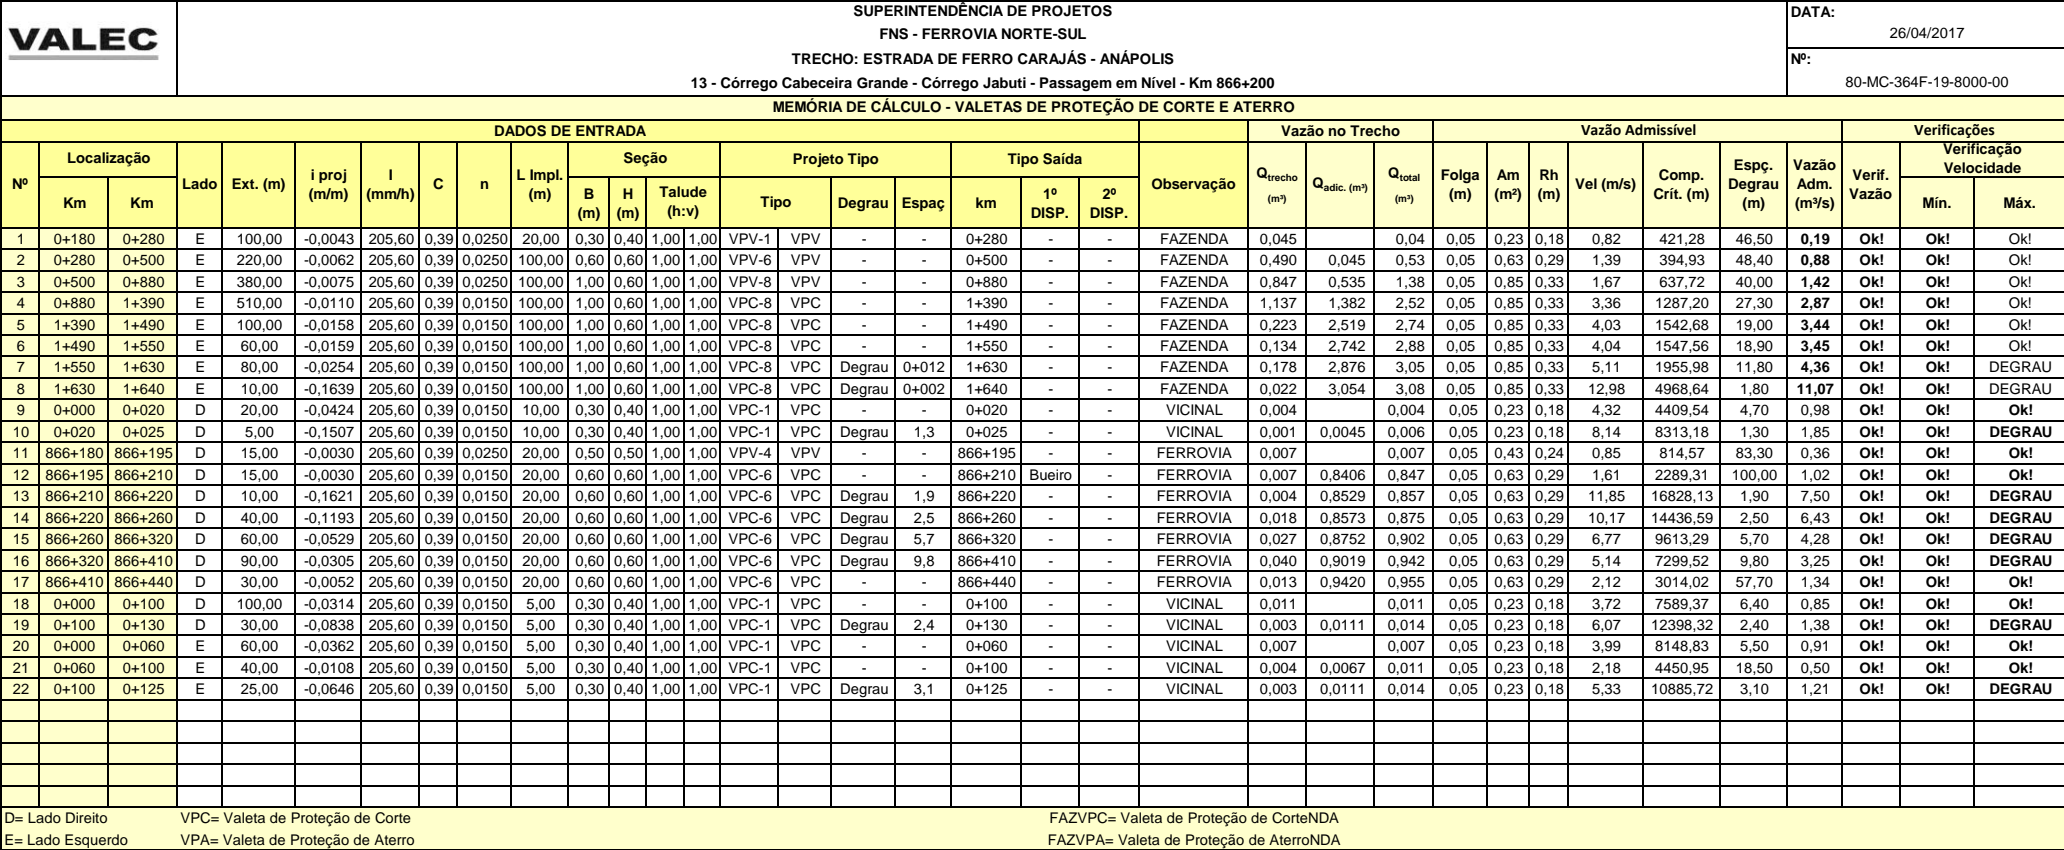 VALEC
SUPERINTENDÊNCIA DE PROJETOS
FNS - FERROVIA NORTE-SUL
TRECHO: ESTRADA DE FERRO CARAJÁS - ANÁPOLIS
13 - Córrego Cabeceira Grande - Córrego Jabuti - Passagem em Nível - Km 866+200
DATA:
26/04/2017
Nº:
80-MC-364F-19-8000-00
MEMÓRIA DE CÁLCULO - VALETAS DE PROTEÇÃO DE CORTE E ATERRO
DADOS DE ENTRADA Vazão no Trecho Vazão Admissível Verificações
Nº Localização Km Km Lado Ext. (m) i proj (m/m) I (mm/h) C n L Impl. (m) Seção B (m) H (m) Talude (h:v) Projeto Tipo Tipo Degrau Espaç Tipo Saída km 1º DISP. 2º DISP. Observação Qtrecho (m³) Qadic. (m³) Qtotal (m³) Folga (m) Am (m²) Rh (m) Vel (m/s) Comp. Crít. (m) Espç. Degrau (m) Vazão Adm. (m³/s) Verif. Vazão Verificação Velocidade Mín. Máx.
1 0+180 0+280 E 100,00 -0,0043 205,60 0,39 0,0250 20,00 0,30 0,40 1,00 1,00 VPV-1 VPV - - 0+280 - - FAZENDA 0,045 0,04 0,05 0,23 0,18 0,82 421,28 46,50 0,19 Ok! Ok! Ok!
2 0+280 0+500 E 220,00 -0,0062 205,60 0,39 0,0250 100,00 0,60 0,60 1,00 1,00 VPV-6 VPV - - 0+500 - - FAZENDA 0,490 0,045 0,53 0,05 0,63 0,29 1,39 394,93 48,40 0,88 Ok! Ok! Ok!
3 0+500 0+880 E 380,00 -0,0075 205,60 0,39 0,0250 100,00 1,00 0,60 1,00 1,00 VPV-8 VPV - - 0+880 - - FAZENDA 0,847 0,535 1,38 0,05 0,85 0,33 1,67 637,72 40,00 1,42 Ok! Ok! Ok!
4 0+880 1+390 E 510,00 -0,0110 205,60 0,39 0,0150 100,00 1,00 0,60 1,00 1,00 VPC-8 VPC - - 1+390 - - FAZENDA 1,137 1,382 2,52 0,05 0,85 0,33 3,36 1287,20 27,30 2,87 Ok! Ok! Ok!
5 1+390 1+490 E 100,00 -0,0158 205,60 0,39 0,0150 100,00 1,00 0,60 1,00 1,00 VPC-8 VPC - - 1+490 - - FAZENDA 0,223 2,519 2,74 0,05 0,85 0,33 4,03 1542,68 19,00 3,44 Ok! Ok! Ok!
6 1+490 1+550 E 60,00 -0,0159 205,60 0,39 0,0150 100,00 1,00 0,60 1,00 1,00 VPC-8 VPC - - 1+550 - - FAZENDA 0,134 2,742 2,88 0,05 0,85 0,33 4,04 1547,56 18,90 3,45 Ok! Ok! Ok!
7 1+550 1+630 E 80,00 -0,0254 205,60 0,39 0,0150 100,00 1,00 0,60 1,00 1,00 VPC-8 VPC Degrau 0+012 1+630 - - FAZENDA 0,178 2,876 3,05 0,05 0,85 0,33 5,11 1955,98 11,80 4,36 Ok! Ok! DEGRAU
8 1+630 1+640 E 10,00 -0,1639 205,60 0,39 0,0150 100,00 1,00 0,60 1,00 1,00 VPC-8 VPC Degrau 0+002 1+640 - - FAZENDA 0,022 3,054 3,08 0,05 0,85 0,33 12,98 4968,64 1,80 11,07 Ok! Ok! DEGRAU
9 0+000 0+020 D 20,00 -0,0424 205,60 0,39 0,0150 10,00 0,30 0,40 1,00 1,00 VPC-1 VPC - - 0+020 - - VICINAL 0,004 0,004 0,05 0,23 0,18 4,32 4409,54 4,70 0,98 Ok! Ok! Ok!
10 0+020 0+025 D 5,00 -0,1507 205,60 0,39 0,0150 10,00 0,30 0,40 1,00 1,00 VPC-1 VPC Degrau 1,3 0+025 - - VICINAL 0,001 0,0045 0,006 0,05 0,23 0,18 8,14 8313,18 1,30 1,85 Ok! Ok! DEGRAU
11 866+180 866+195 D 15,00 -0,0030 205,60 0,39 0,0250 20,00 0,50 0,50 1,00 1,00 VPV-4 VPV - - 866+195 - FERROVIA 0,007 0,007 0,05 0,43 0,24 0,85 814,57 83,30 0,36 Ok! Ok! Ok!
12 866+195 866+210 D 15,00 -0,0030 205,60 0,39 0,0150 20,00 0,60 0,60 1,00 1,00 VPC-6 VPC - - 866+210 Bueiro - FERROVIA 0,007 0,8406 0,847 0,05 0,63 0,29 1,61 2289,31 100,00 1,02 Ok! Ok! Ok!
13 866+210 866+220 D 10,00 -0,1621 205,60 0,39 0,0150 20,00 0,60 0,60 1,00 1,00 VPC-6 VPC Degrau 1,9 866+220 - - FERROVIA 0,004 0,8529 0,857 0,05 0,63 0,29 11,85 16828,13 1,90 7,50 Ok! Ok! DEGRAU
14 866+220 866+260 D 40,00 -0,1193 205,60 0,39 0,0150 20,00 0,60 0,60 1,00 1,00 VPC-6 VPC Degrau 2,5 866+260 - - FERROVIA 0,018 0,8573 0,875 0,05 0,63 0,29 10,17 14436,59 2,50 6,43 Ok! Ok! DEGRAU
15 866+260 866+320 D 60,00 -0,0529 205,60 0,39 0,0150 20,00 0,60 0,60 1,00 1,00 VPC-6 VPC Degrau 5,7 866+320 - - FERROVIA 0,027 0,8752 0,902 0,05 0,63 0,29 6,77 9613,29 5,70 4,28 Ok! Ok! DEGRAU
16 866+320 866+410 D 90,00 -0,0305 205,60 0,39 0,0150 20,00 0,60 0,60 1,00 1,00 VPC-6 VPC Degrau 9,8 866+410 - - FERROVIA 0,040 0,9019 0,942 0,05 0,63 0,29 5,14 7299,52 9,80 3,25 Ok! Ok! DEGRAU
17 866+410 866+440 D 30,00 -0,0052 205,60 0,39 0,0150 20,00 0,60 0,60 1,00 1,00 VPC-6 VPC - - 866+440 - - FERROVIA 0,013 0,9420 0,955 0,05 0,63 0,29 2,12 3014,02 57,70 1,34 Ok! Ok! Ok!
18 0+000 0+100 D 100,00 -0,0314 205,60 0,39 0,0150 5,00 0,30 0,40 1,00 1,00 VPC-1 VPC - - 0+100 - - VICINAL 0,011 0,011 0,05 0,23 0,18 3,72 7589,37 6,40 0,85 Ok! Ok! Ok!
19 0+100 0+130 D 30,00 -0,0838 205,60 0,39 0,0150 5,00 0,30 0,40 1,00 1,00 VPC-1 VPC Degrau 2,4 0+130 - - VICINAL 0,003 0,0111 0,014 0,05 0,23 0,18 6,07 12398,32 2,40 1,38 Ok! Ok! DEGRAU
20 0+000 0+060 E 60,00 -0,0362 205,60 0,39 0,0150 5,00 0,30 0,40 1,00 1,00 VPC-1 VPC - - 0+060 - - VICINAL 0,007 0,007 0,05 0,23 0,18 3,99 8148,83 5,50 0,91 Ok! Ok! Ok!
21 0+060 0+100 E 40,00 -0,0108 205,60 0,39 0,0150 5,00 0,30 0,40 1,00 1,00 VPC-1 VPC - - 0+100 - - VICINAL 0,004 0,0067 0,011 0,05 0,23 0,18 2,18 4450,95 18,50 0,50 Ok! Ok! Ok!
22 0+100 0+125 E 25,00 -0,0646 205,60 0,39 0,0150 5,00 0,30 0,40 1,00 1,00 VPC-1 VPC Degrau 3,1 0+125 - - VICINAL 0,003 0,0111 0,014 0,05 0,23 0,18 5,33 10885,72 3,10 1,21 Ok! Ok! DEGRAU
D= Lado Direito VPC= Valeta de Proteção de Corte FAZVPC= Valeta de Proteção de CorteNDA
E= Lado Esquerdo VPA= Valeta de Proteção de Aterro FAZVPA= Valeta de Proteção de AterroNDA